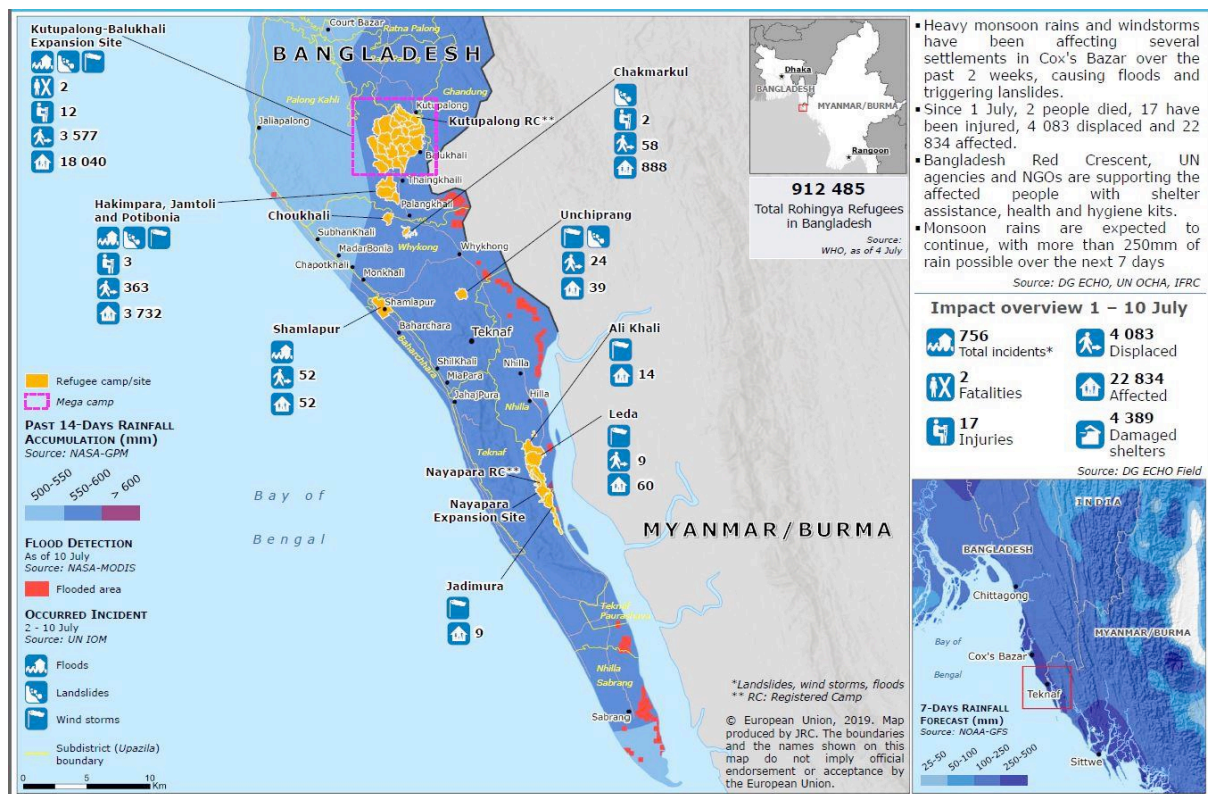 Kutupalong-Balukhali
Expansion Site
2
12
3 577
18 040
Hakimpara, Jamtoli
and Potibonia
3
363
3 732
Shamlapur
52
52
Choukhali
Chakmarkul
2
58
888
Unchiprang
24
39
Ali Khali
14
Leda
9
60
Nayapara RC**
Nayapara
Expansion Site
Jadimura
9
BANGLADESH
Court Bazar
Ratna Palong
Palong Kahli
Ghandung
Jaliapalong
Kutupalong
Kutupalong RC**
Balukhali
Thaingkhali
Palangkhali
Whykong
Whykhong
SubhanKhali
MadarBonia
Chapotkhali
Monkhali
Shamlapur
Baharchara
Baharchhara
Teknaf
ShilKhali
MiaPara
JahajPura
Nhilla
Hilla
Nhilla
Teknaf
Teknaf
Paurashava
Nhilla
Sabrang
Sabrang
Bay of
Bengal
MYANMAR/BURMA
Refugee camp/site
Mega camp
PAST 14-DAYS RAINFALL
ACCUMULATION (mm)
Source: NASA-GPM
500-550
550-600
> 600
FLOOD DETECTION
As of 10 July
Source: NASA-MODIS
Flooded area
OCCURRED INCIDENT
2 - 10 July
Source: UN IOM
Floods
Landslides
Wind storms
Subdistrict (Upazila)
boundary
0 5 10
Km
*Landslides, wind storms, floods
** RC: Registered Camp
© European Union, 2019. Map
produced by JRC. The boundaries
and the names shown on this
map do not imply official
endorsement or acceptance by
the European Union.
Dhaka
BANGLADESH
MYANMAR/BURMA
Rangoon
912 485
Total Rohingya Refugees
in Bangladesh
Source:
WHO, as of 4 July
▪ Heavy monsoon rains and windstorms
have been affecting several
settlements in Cox's Bazar over the
past 2 weeks, causing floods and
triggering lanslides.
▪ Since 1 July, 2 people died, 17 have
been injured, 4 083 displaced and 22
834 affected.
▪ Bangladesh Red Crescent, UN
agencies and NGOs are supporting the
affected people with shelter
assistance, health and hygiene kits.
▪ Monsoon rains are expected to
continue, with more than 250mm of
rain possible over the next 7 days
Source: DG ECHO, UN OCHA, IFRC
Impact overview 1 – 10 July
756
Total incidents*
4 083
Displaced
2
Fatalities
22 834
Affected
17
Injuries
4 389
Damaged
shelters
Source: DG ECHO Field
INDIA
BANGLADESH
Chittagong
MYANMAR/BURMA
Bay of
Bengal
Cox's Bazar
Teknaf
Sittwe
7-DAYS RAINFALL
FORECAST (mm)
Source: NOAA-GFS
25-50
50-100
100-250
250-500